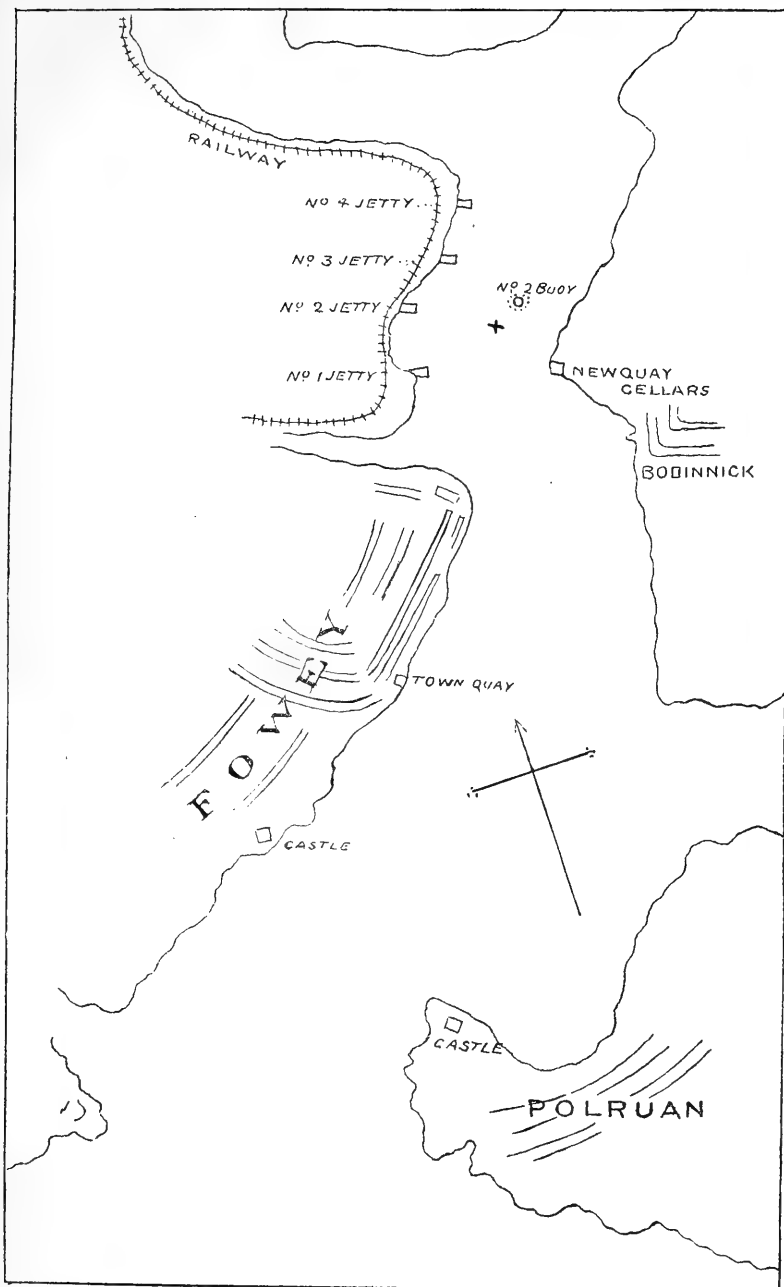 RAILWAY
No 4 JETTY
No 3 JETTY
No 2 BUOY
No 2 JETTY
No 1 JETTY
NEWQUAY
CELLARS
BODINNICK
FOWEY
TOWN QUAY
CASTLE
CASTLE
POLRUAN